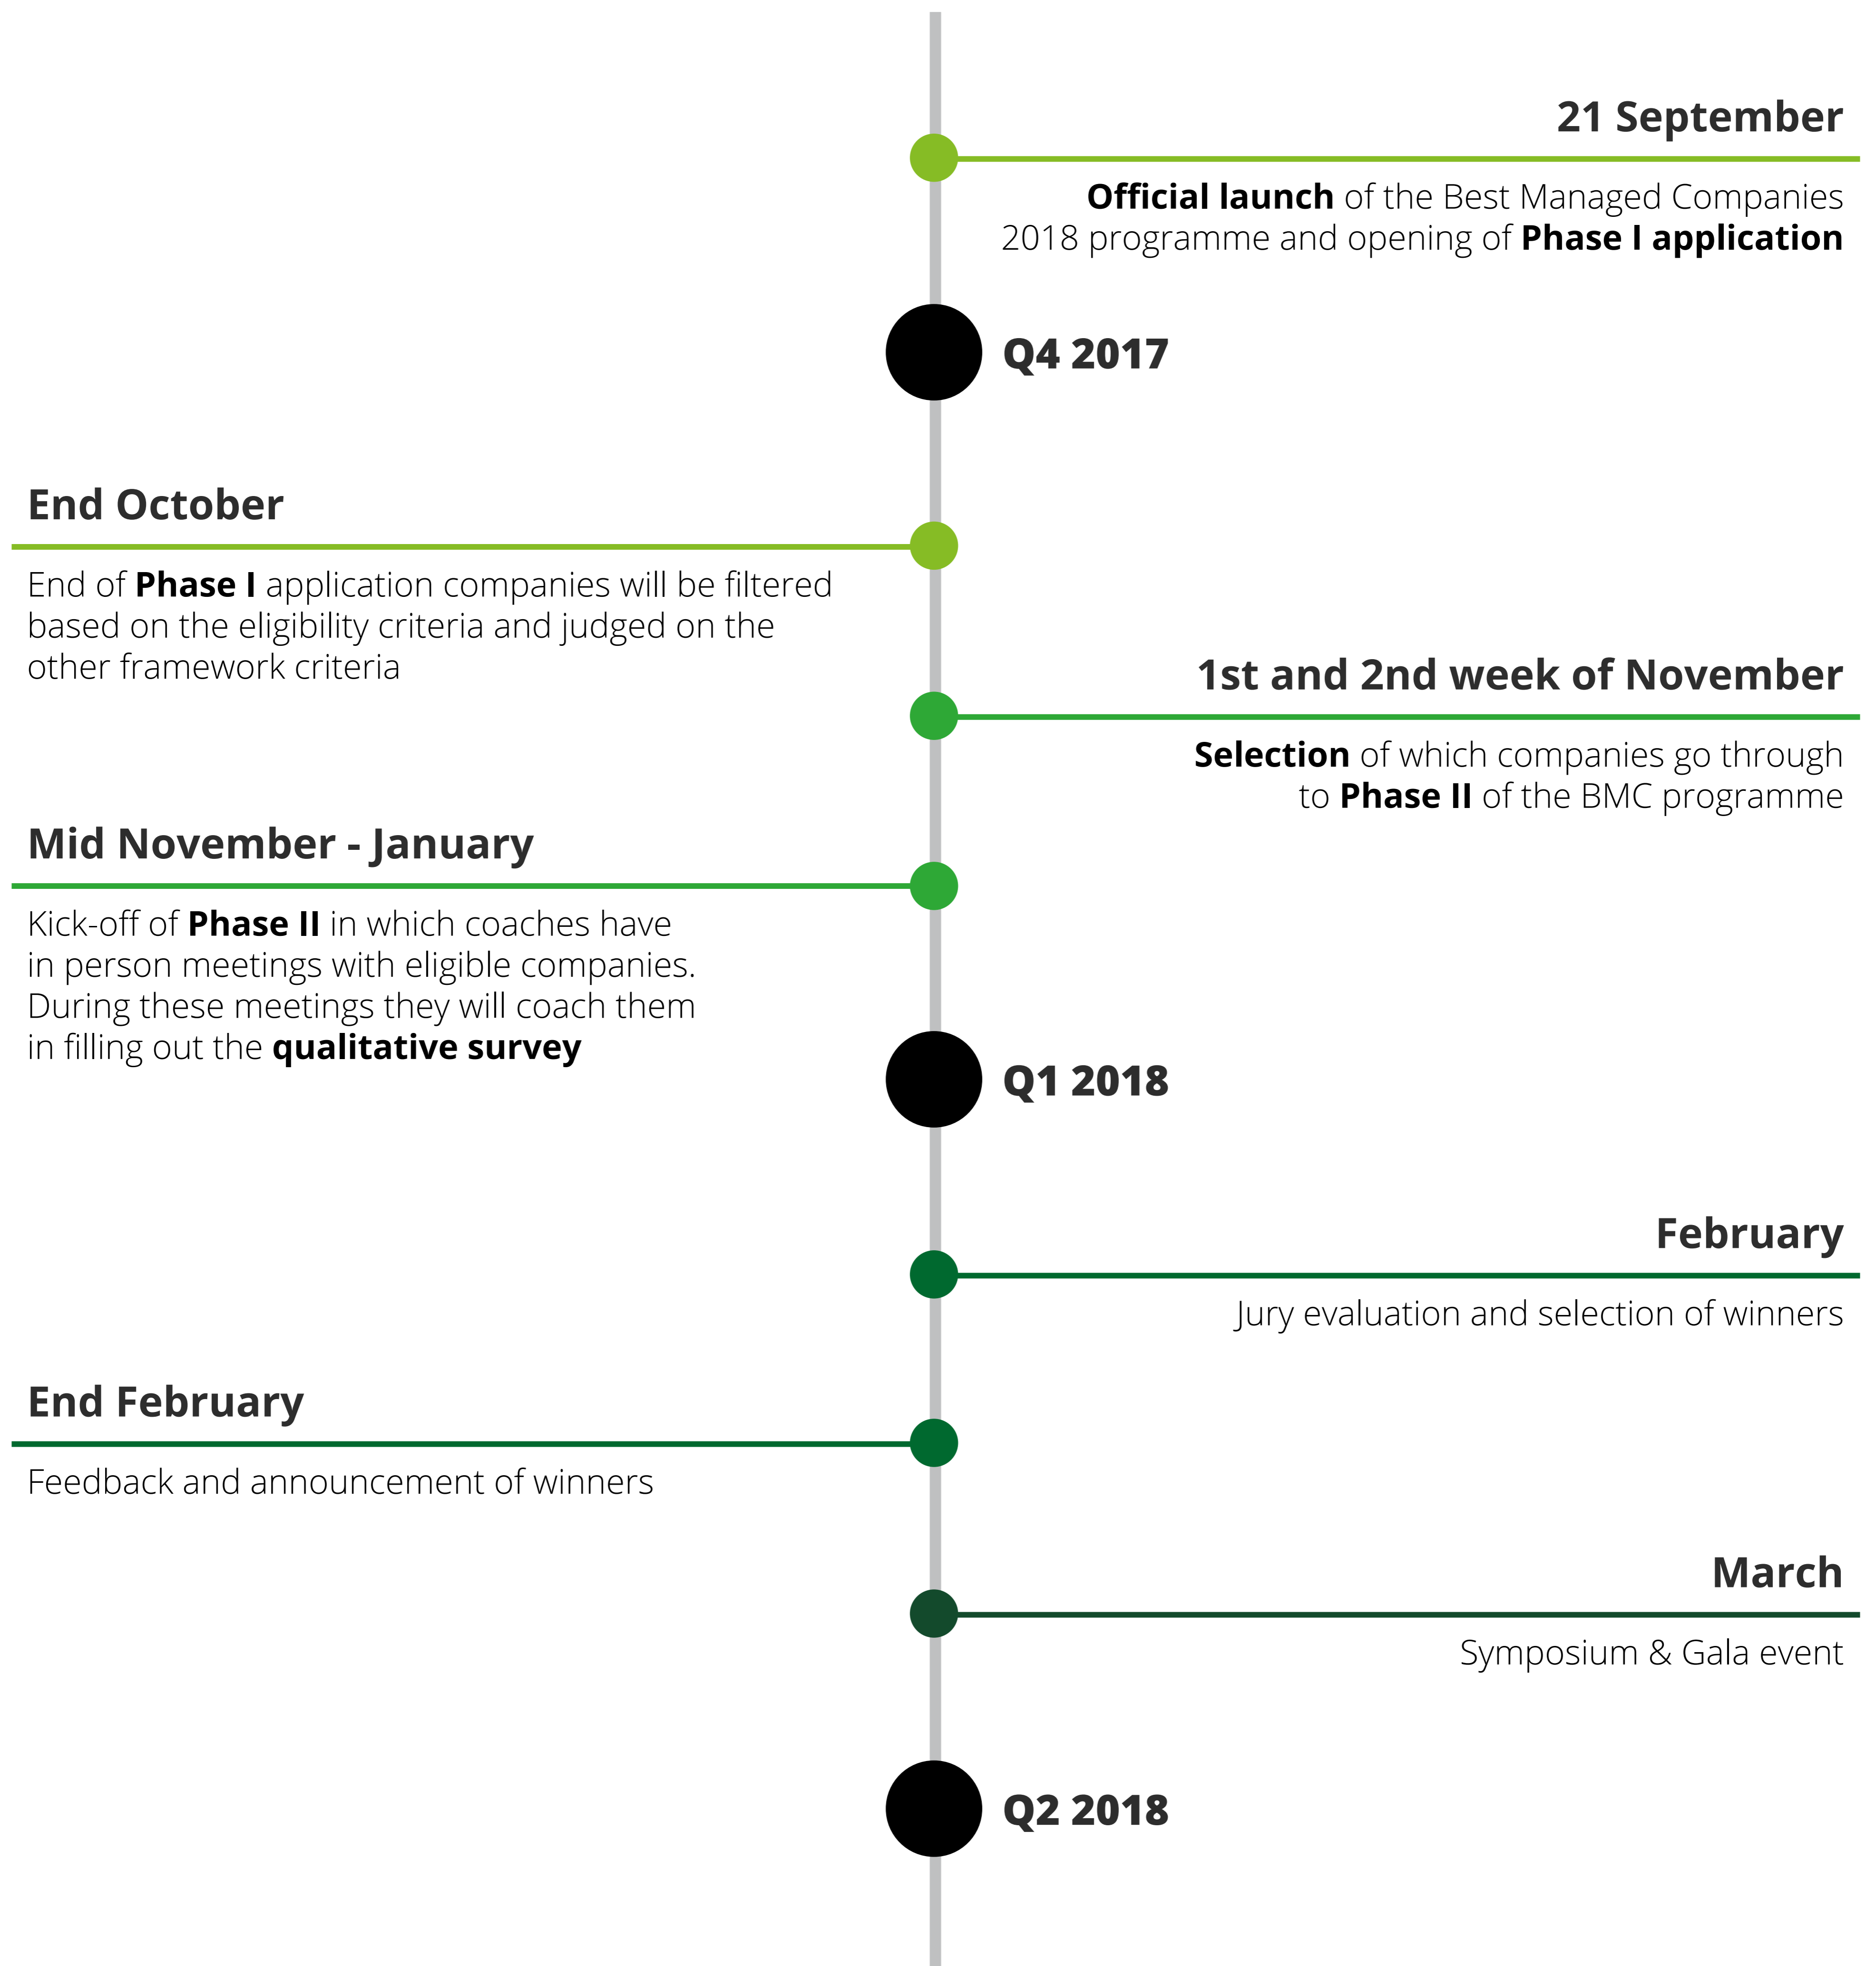 21 September
Official launch of the Best Managed Companies
2018 programme and opening of Phase I application
Q4 2017
End October
End of Phase I application companies will be filtered
based on the eligibility criteria and judged on the
other framework criteria
1st and 2nd week of November
Selection of which companies go through
to Phase II of the BMC programme
Mid November - January
Kick-off of Phase II in which coaches have
in person meetings with eligible companies.
During these meetings they will coach them
in filling out the qualitative survey
Q1 2018
February
Jury evaluation and selection of winners
End February
Feedback and announcement of winners
March
Symposium & Gala event
Q2 2018